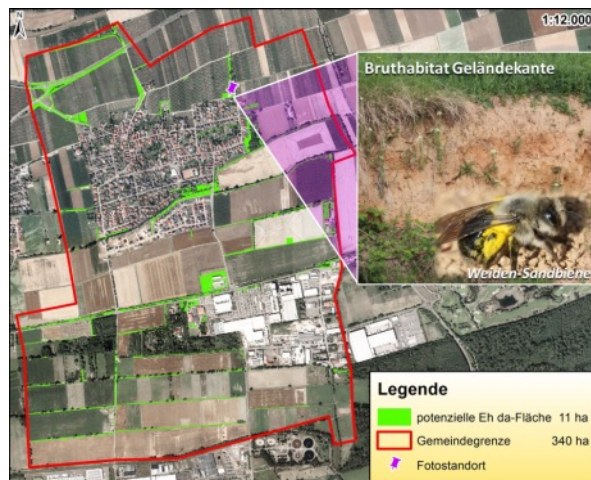 N
1:12.000
Bruthabitat Geländekante
Weiden-Sandbiene
Legende
potenzielle Eh da-Fläche 11 ha
Gemeindegrenze 340 ha
Fotostandort